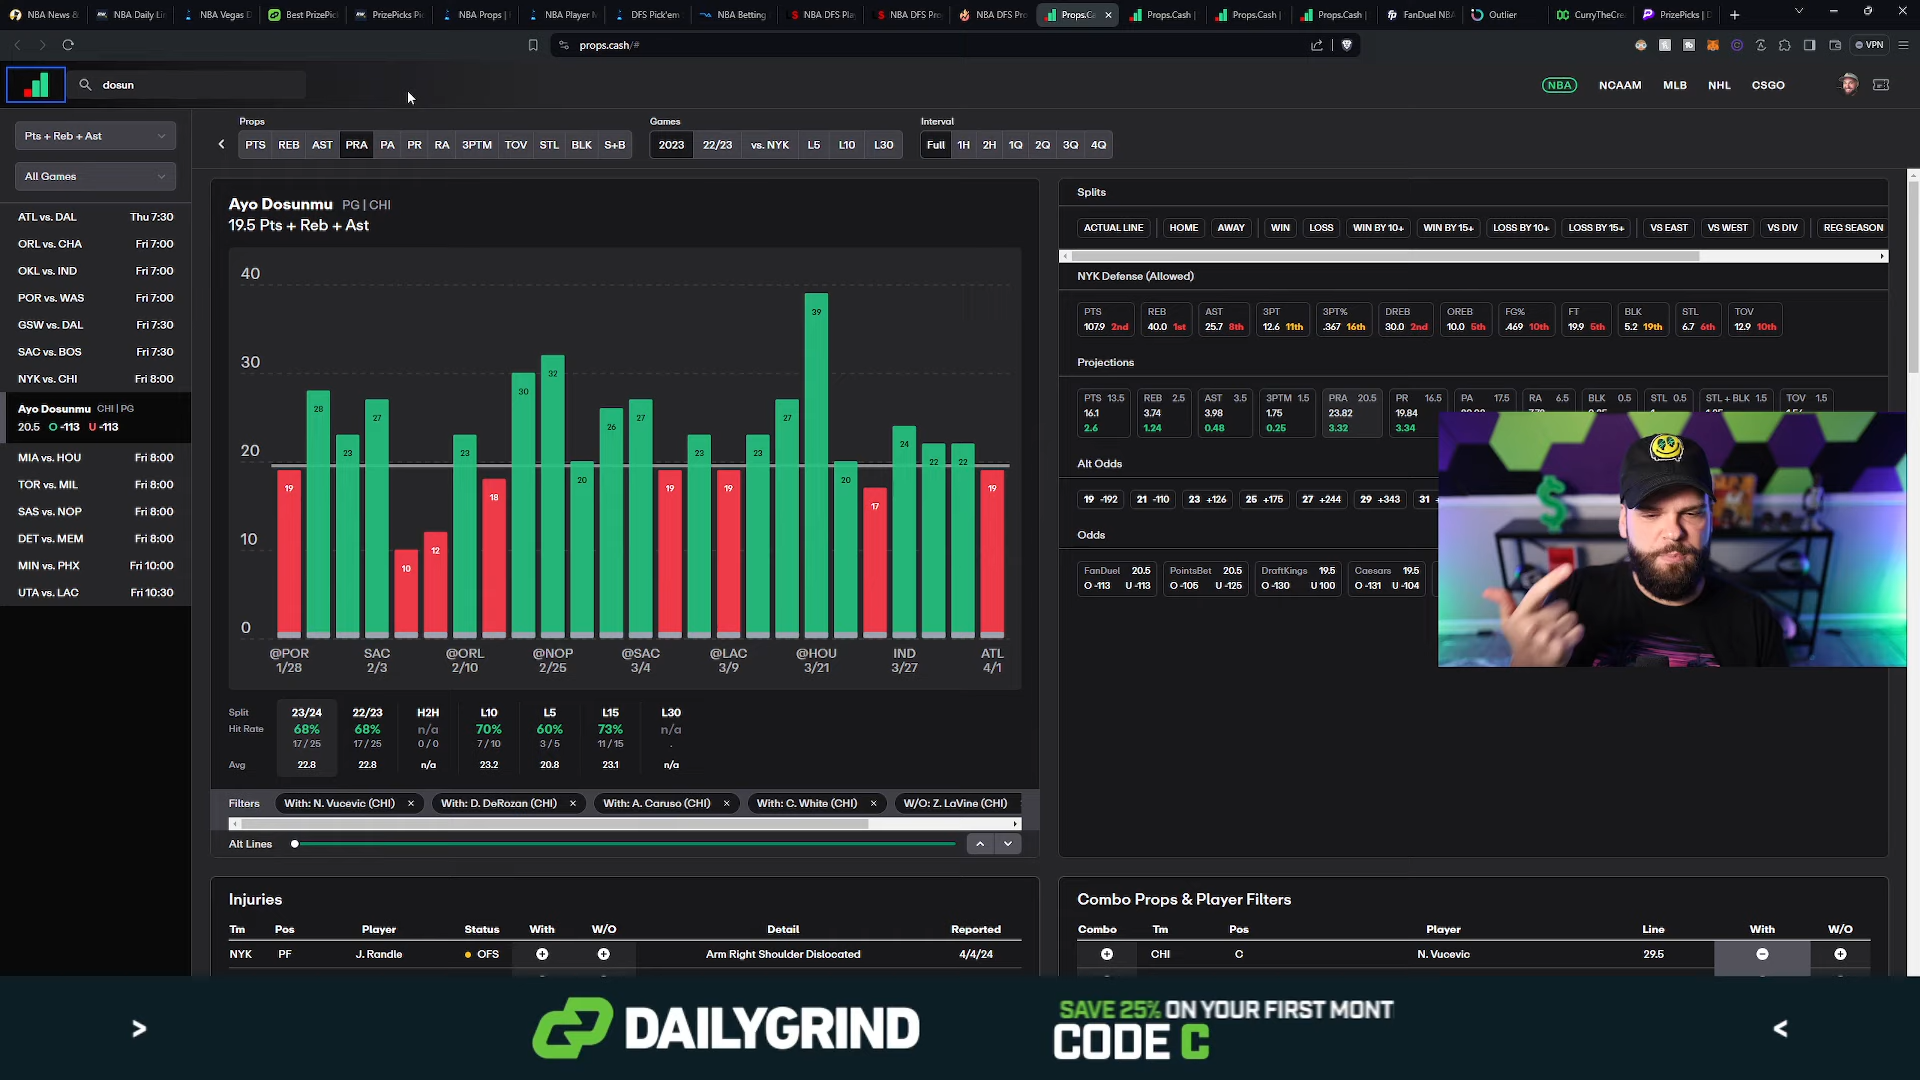 NBA News &
NBA Daily Lin
NBA Vegas D
Best PrizePick
PrizePicks Pic
NBA Props |
NBA Player
DFS Pick'em
NBA Betting
NBA DFS Pla
NBA DFS Pro
NBA DFS Pro
Props.Ca
Props.Cash |
Props.Cash |
Props.Cash |
FanDuel NBA
Outlier
CurryTheCre
PrizePicks | D
props.cash/#
VPN
dosun
NBA NCAAM MLB NHL CSGO
Pts + Reb + Ast
All Games
ATL vs. DAL Thu 7:30
ORL vs. CHA Fri 7:00
OKL vs. IND Fri 7:00
POR vs. WAS Fri 7:00
GSW vs. DAL Fri 7:30
SAC vs. BOS Fri 7:30
NYK vs. CHI Fri 8:00
Ayo Dosunmu CHI | PG
20.5 O -113 U -113
MIA vs. HOU Fri 8:00
TOR vs. MIL Fri 8:00
SAS vs. NOP Fri 8:00
DET vs. MEM Fri 8:00
MIN vs. PHX Fri 10:00
UTA vs. LAC Fri 10:30
Props
PTS REB AST PRA PA PR RA 3PTM TOV STL BLK S+B
Games
2023 22/23 vs. NYK L5 L10 L30
Interval
Full 1H 2H 1Q 2Q 3Q 4Q
Ayo Dosunmu PG | CHI
19.5 Pts + Reb + Ast
40
30
20
10
0
19 28 23 27 10 12 23 18 30 32 20 26 27 19 23 19 23 27 39 20 17 24 22 22 19
@POR SAC @ORL @NOP @SAC @LAC @HOU IND ATL
1/28 2/3 2/10 2/25 3/4 3/9 3/21 3/27 4/1
Split 23/24 22/23 H2H L10 L5 L15 L30
Hit Rate 68% 68% n/a 70% 60% 73% n/a
17 / 25 17 / 25 0 / 0 7 / 10 3 / 5 11 / 15 .
Avg 22.8 22.8 n/a 23.2 20.8 23.1 n/a
Filters With: N. Vucevic (CHI) × With: D. DeRozan (CHI) × With: A. Caruso (CHI) × With: C. White (CHI) × W/O: Z. LaVine (CHI)
Alt Lines
Splits
ACTUAL LINE HOME AWAY WIN LOSS WIN BY 10+ WIN BY 15+ LOSS BY 10+ LOSS BY 15+ VS EAST VS WEST VS DIV REG SEASON
NYK Defense (Allowed)
PTS REB AST 3PT 3PT% DREB OREB FG% FT BLK STL TOV
107.9 2nd 40.0 1st 25.7 8th 12.6 11th .367 16th 30.0 2nd 10.0 5th .469 10th 19.9 5th 5.2 19th 6.7 6th 12.9 10th
Projections
PTS 13.5 REB 2.5 AST 3.5 3PTM 1.5 PRA 20.5 PR 16.5 PA 17.5 RA 6.5 BLK 0.5 STL 0.5 STL + BLK 1.5 TOV 1.5
16.1 3.74 3.98 1.75 23.82 19.84
2.6 1.24 0.48 0.25 3.32 3.34
Alt Odds
19 -192 21 -110 23 +126 25 +175 27 +244 29 +343 31
Odds
FanDuel 20.5 PointsBet 20.5 DraftKings 19.5 Caesars 19.5
O -113 U -113 O -105 U -125 O -130 U 100 O -131 U -104
Injuries
Tm Pos Player Status With W/O Detail Reported
NYK PF J. Randle OFS Arm Right Shoulder Dislocated 4/4/24
Combo Props & Player Filters
Combo Tm Pos Player Line With W/O
CHI C N. Vucevic 29.5
> DAILYGRIND SAVE 25% ON YOUR FIRST MONT <
CODE C